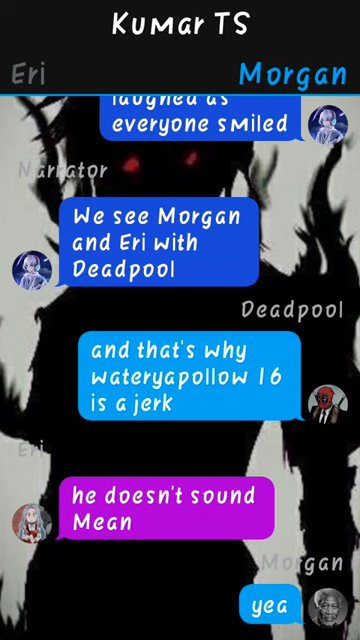 Kumar TS
Eri
Morgan
laughed as
everyone smiled
Narrator
We see Morgan
and Eri with
Deadpool
Deadpool
and that's why
wateryapollow 16
is a jerk
Eri
he doesn't sound
Mean
Morgan
yea